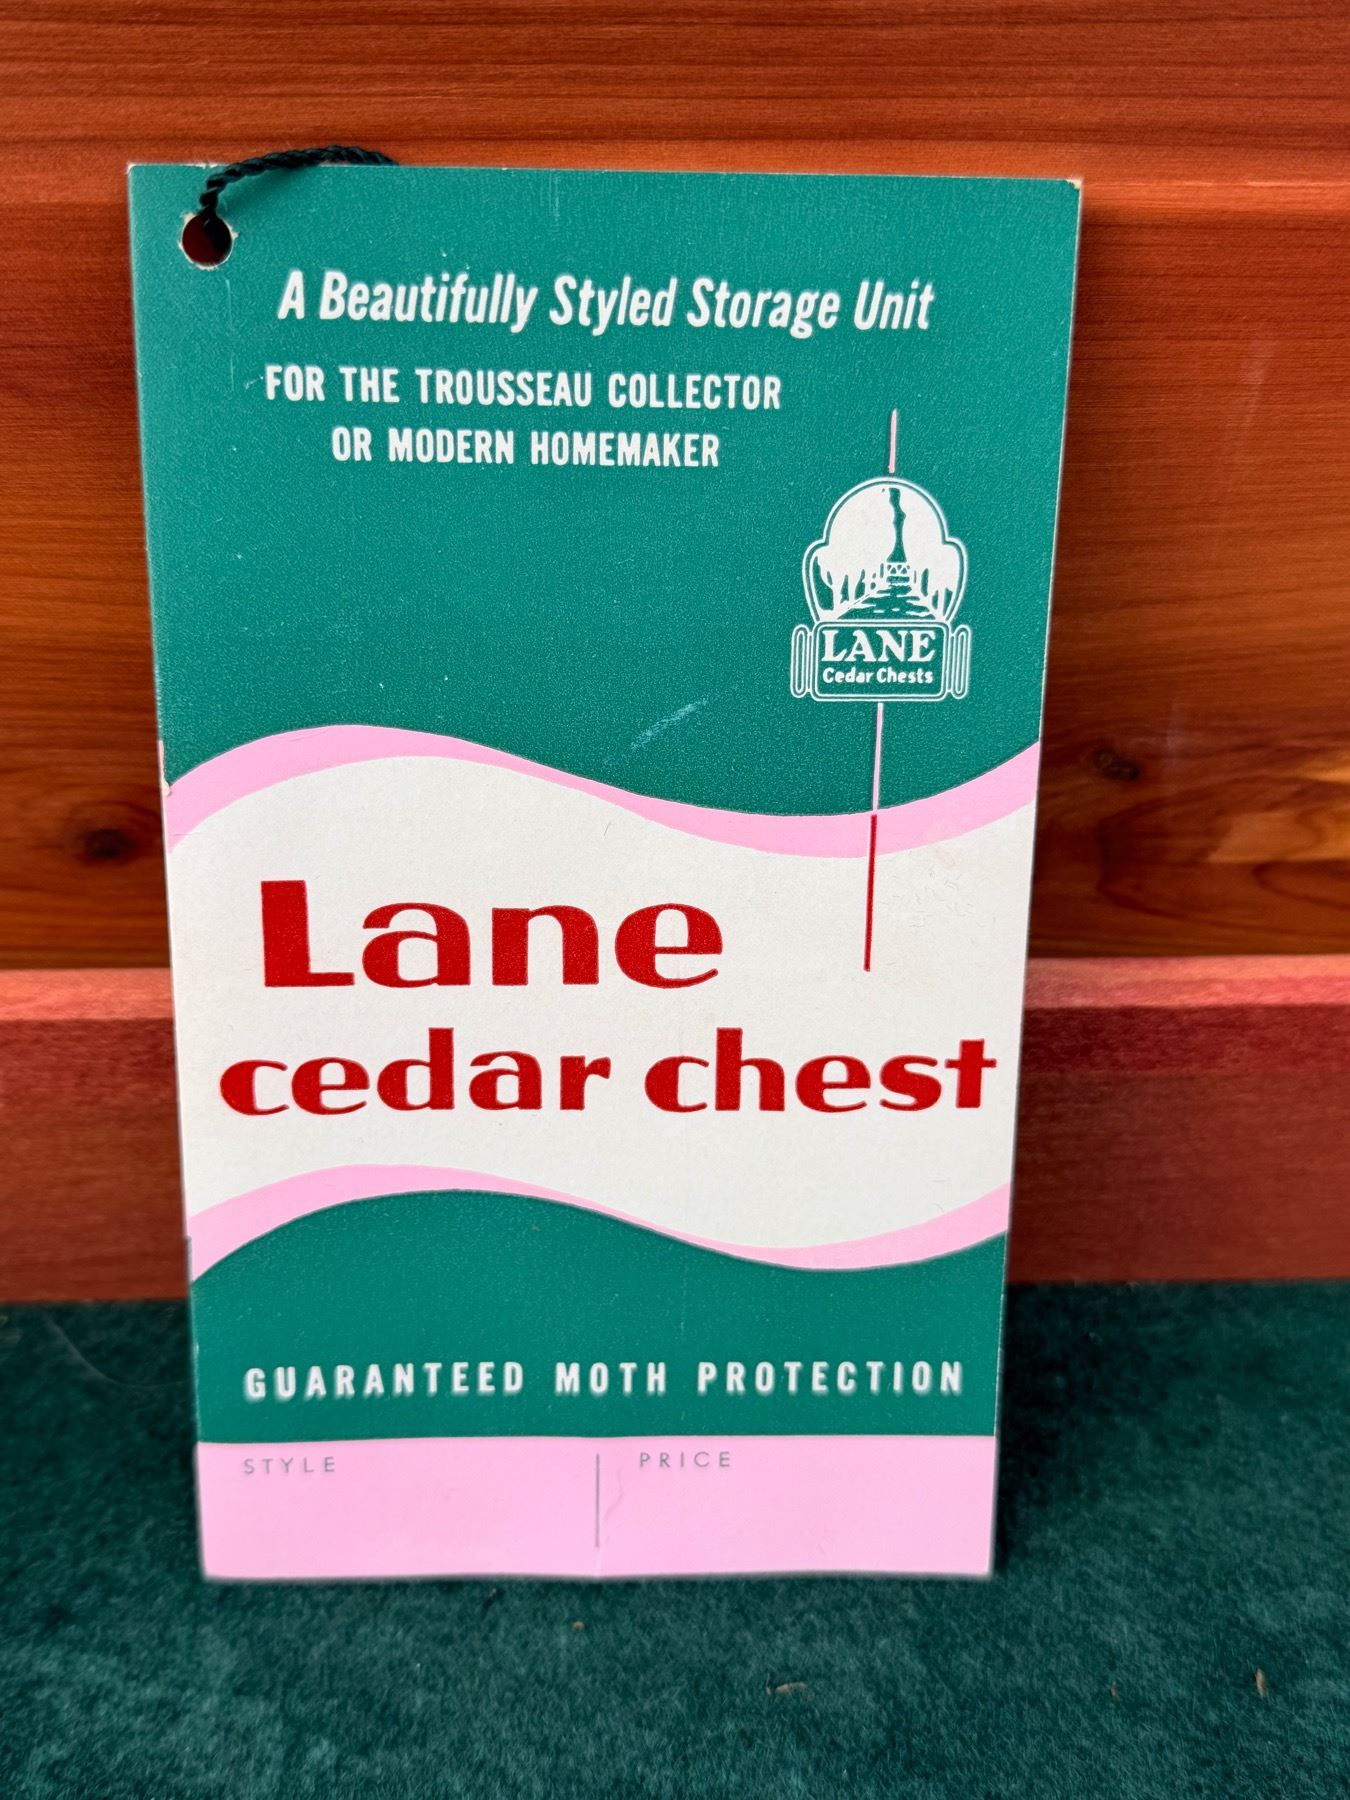 A Beautifully Styled Storage Unit
FOR THE TROUSSEAU COLLECTOR
OR MODERN HOMEMAKER
LANE
Cedar Chests
Lane
cedar chest
GUARANTEED MOTH PROTECTION
STYLE
PRICE